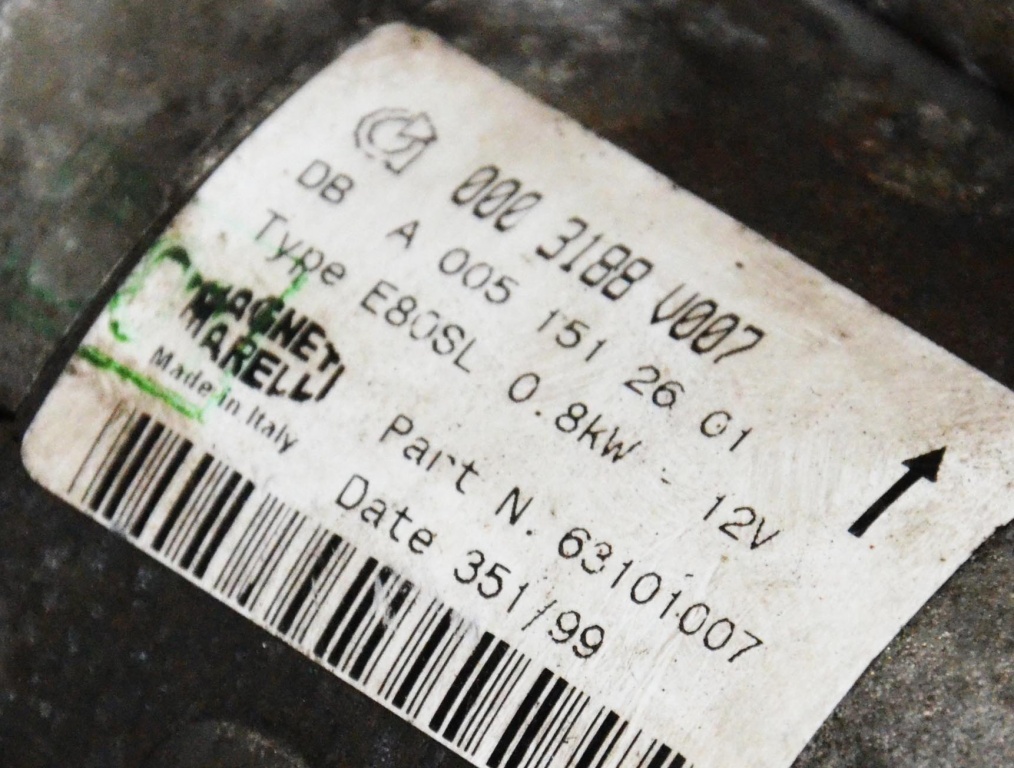 000 3188 V007
DB A 005 151 26 01
Type E80SL 0.8kW - 12V
MAGNETI
MARELLI
Made in Italy
Part N. 63101007
Date 351/99